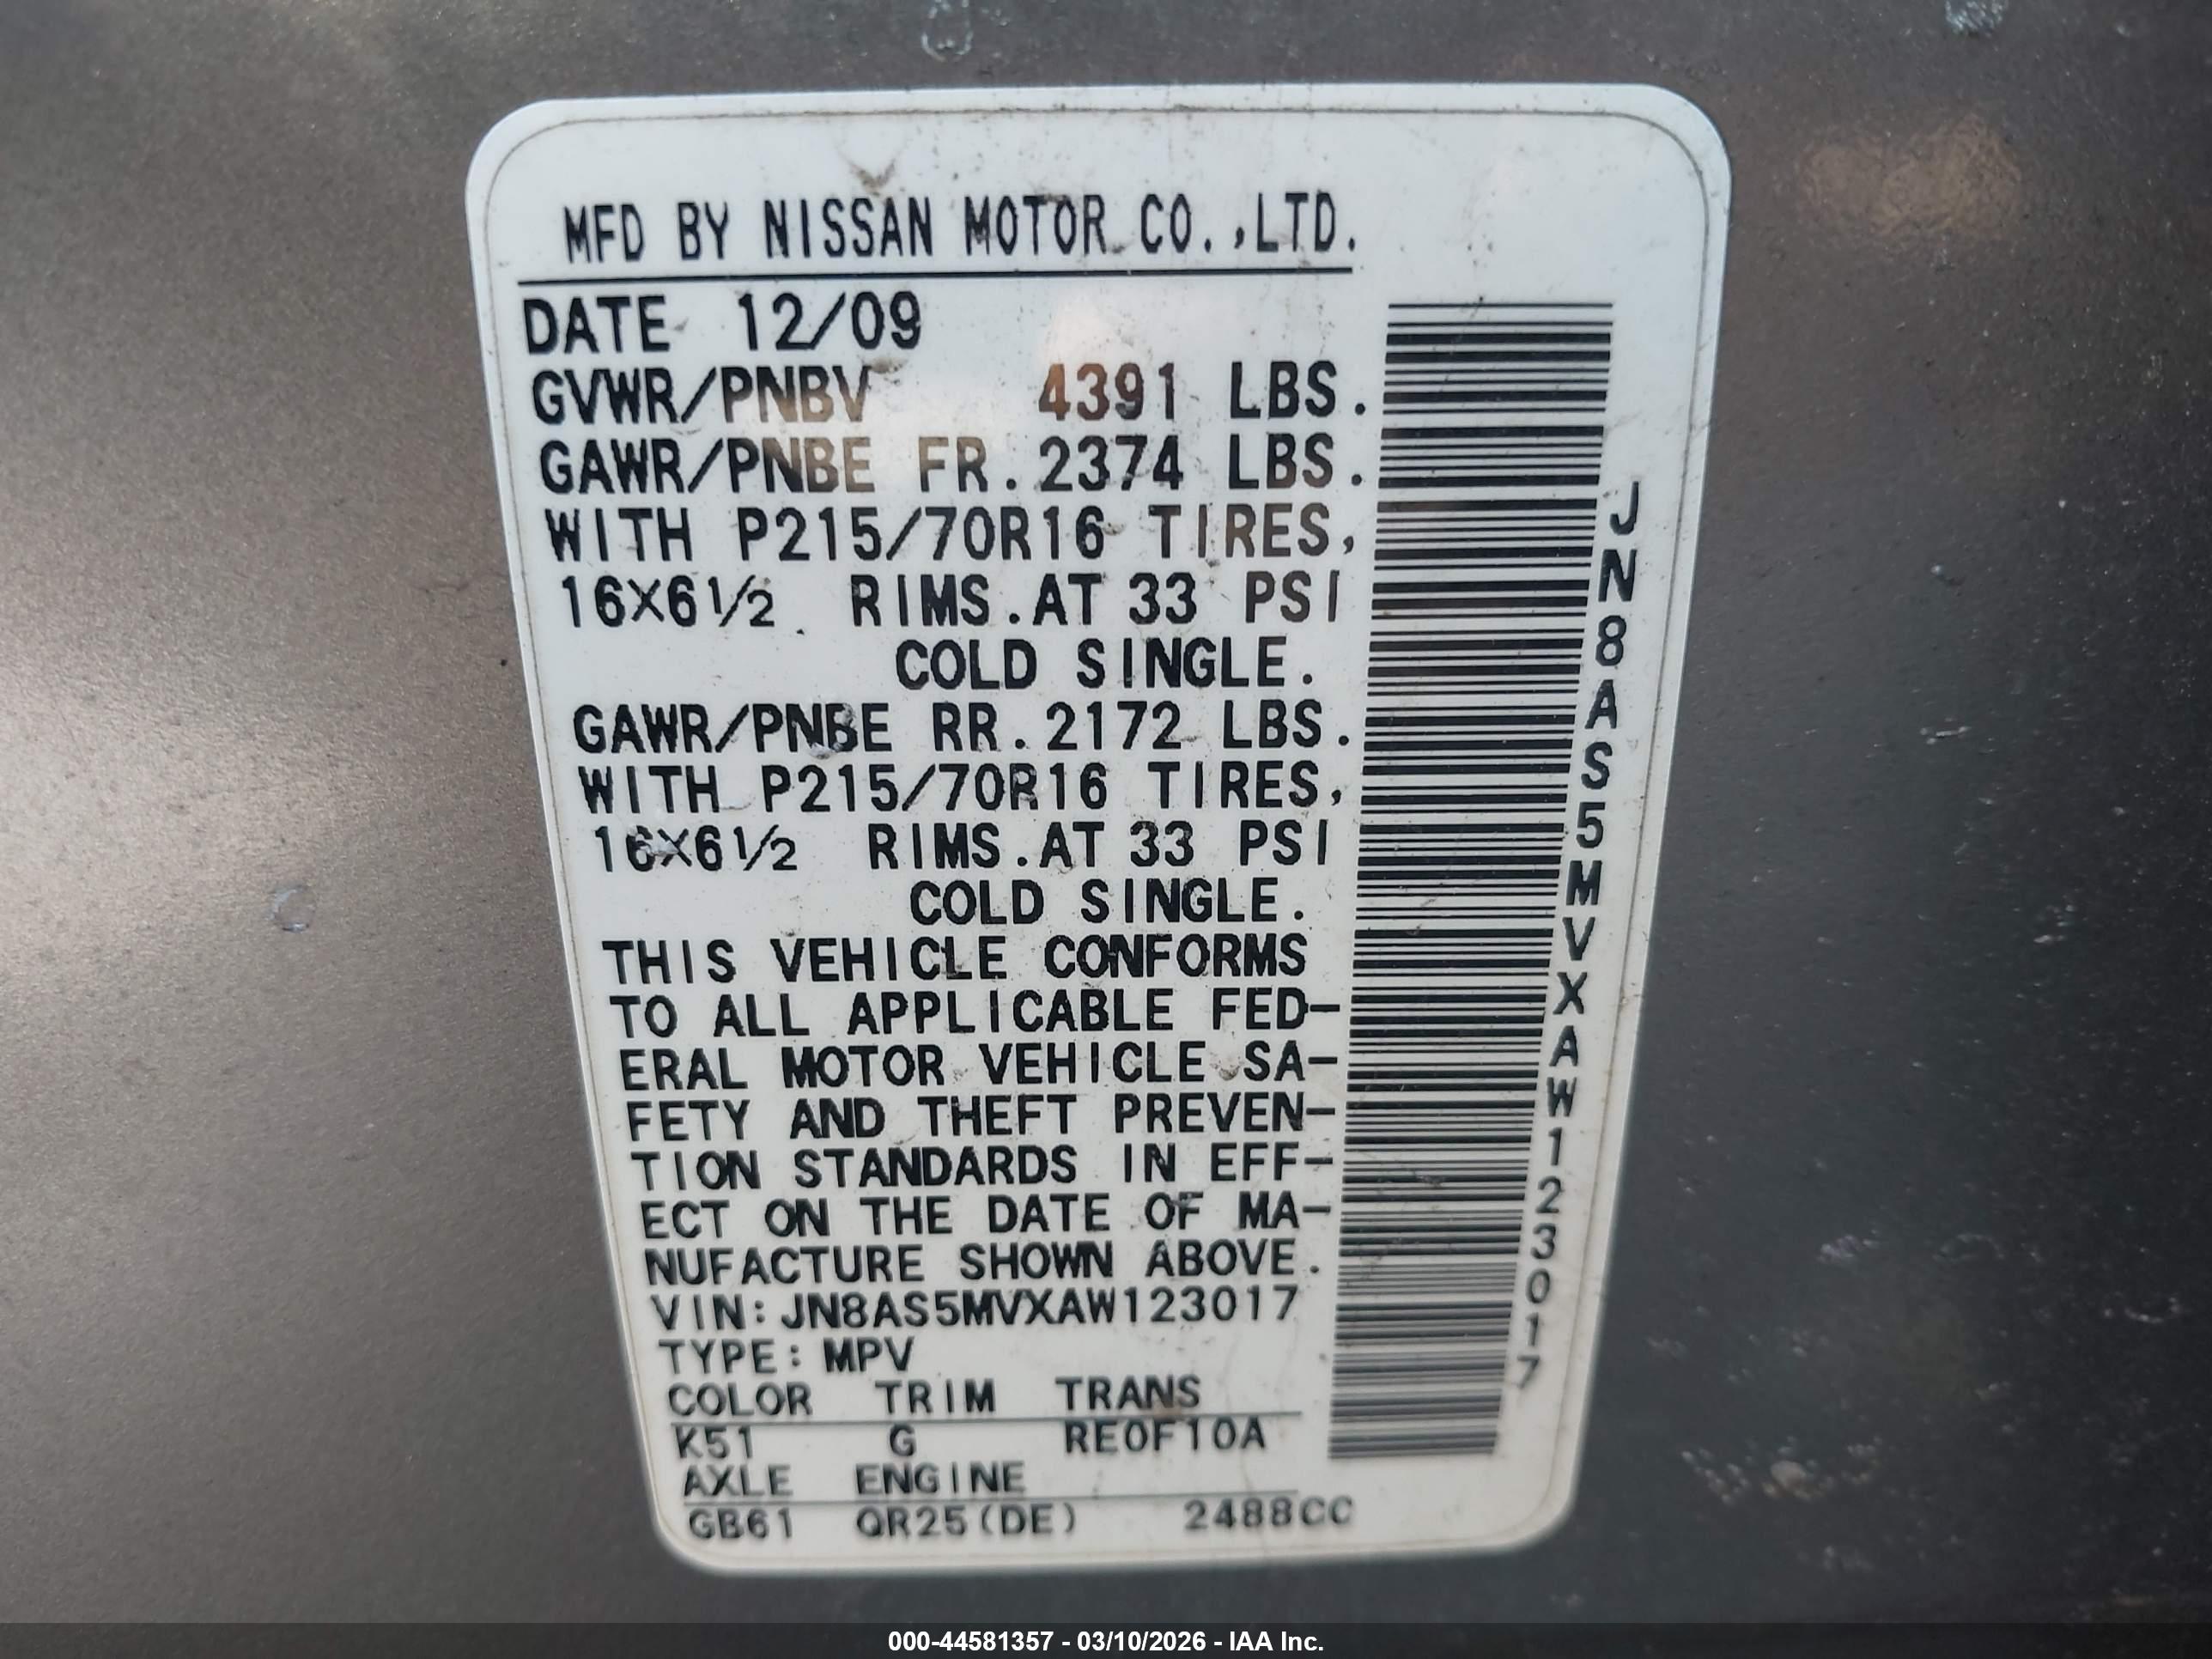 MFD BY NISSAN MOTOR CO.,LTD.
DATE 12/09
GVWR/PNBV 4391 LBS.
GAWR/PNBE FR. 2374 LBS.
WITH P215/70R16 TIRES,
16X6 1/2 RIMS. AT 33 PSI
COLD SINGLE.
GAWR/PNBE RR. 2172 LBS.
WITH P215/70R16 TIRES,
16X6 1/2 RIMS. AT 33 PSI
COLD SINGLE.
THIS VEHICLE CONFORMS
TO ALL APPLICABLE FED-
ERAL MOTOR VEHICLE SA-
FETY AND THEFT PREVEN-
TION STANDARDS IN EFF-
ECT ON THE DATE OF MA-
NUFACTURE SHOWN ABOVE.
VIN: JN8AS5MVXAW123017
TYPE: MPV
COLOR TRIM TRANS
K51 G RE0F10A
AXLE ENGINE
GB61 QR25(DE) 2488CC
JN8AS5MVXAW123017
000-44581357 - 03/10/2026 - IAA Inc.